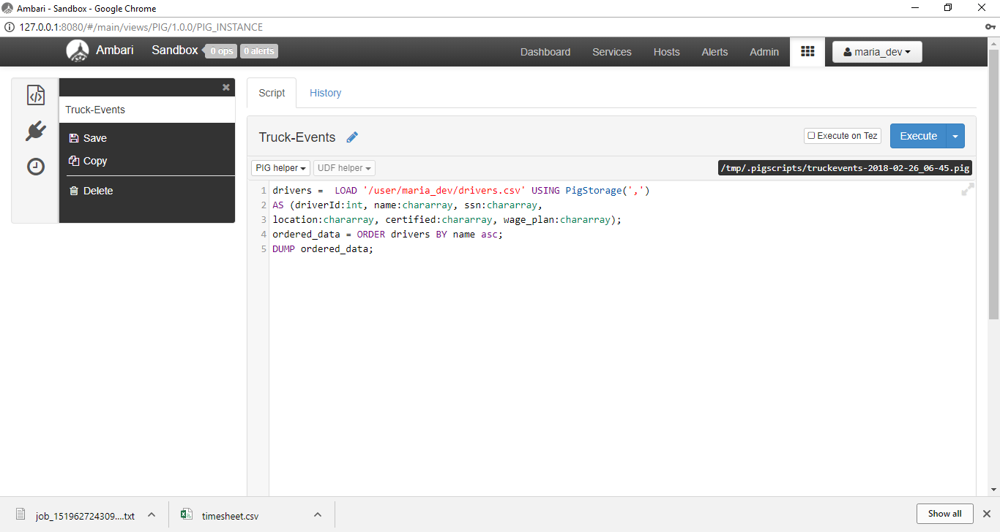 Ambari - Sandbox - Google Chrome
127.0.0.1:8080/#/main/views/PIG/1.0.0/PIG_INSTANCE
Ambari Sandbox 0 ops 0 alerts Dashboard Services Hosts Alerts Admin maria_dev
Truck-Events
Save
Copy
Delete
Script History
Truck-Events Execute on Tez Execute
PIG helper UDF helper /tmp/.pigscripts/truckevents-2018-02-26_06-45.pig
1 drivers =  LOAD '/user/maria_dev/drivers.csv' USING PigStorage(',')
2 AS (driverId:int, name:chararray, ssn:chararray,
3 location:chararray, certified:chararray, wage_plan:chararray);
4 ordered_data = ORDER drivers BY name asc;
5 DUMP ordered_data;
job_151962724309....txt timesheet.csv Show all